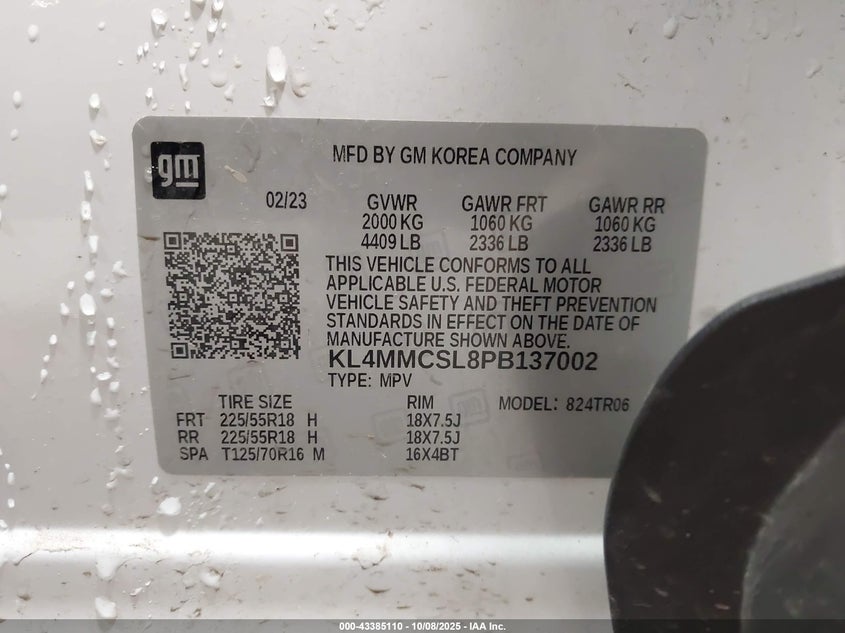 gm
MFD BY GM KOREA COMPANY
02/23
GVWR GAWR FRT GAWR RR
2000 KG 1060 KG 1060 KG
4409 LB 2336 LB 2336 LB
THIS VEHICLE CONFORMS TO ALL
APPLICABLE U.S. FEDERAL MOTOR
VEHICLE SAFETY AND THEFT PREVENTION
STANDARDS IN EFFECT ON THE DATE OF
MANUFACTURE SHOWN ABOVE.
KL4MMCSL8PB137002
TYPE: MPV
TIRE SIZE RIM MODEL: 824TR06
FRT 225/55R18 H 18X7.5J
RR 225/55R18 H 18X7.5J
SPA T125/70R16 M 16X4BT
000-43385110 - 10/08/2025 - IAA Inc.